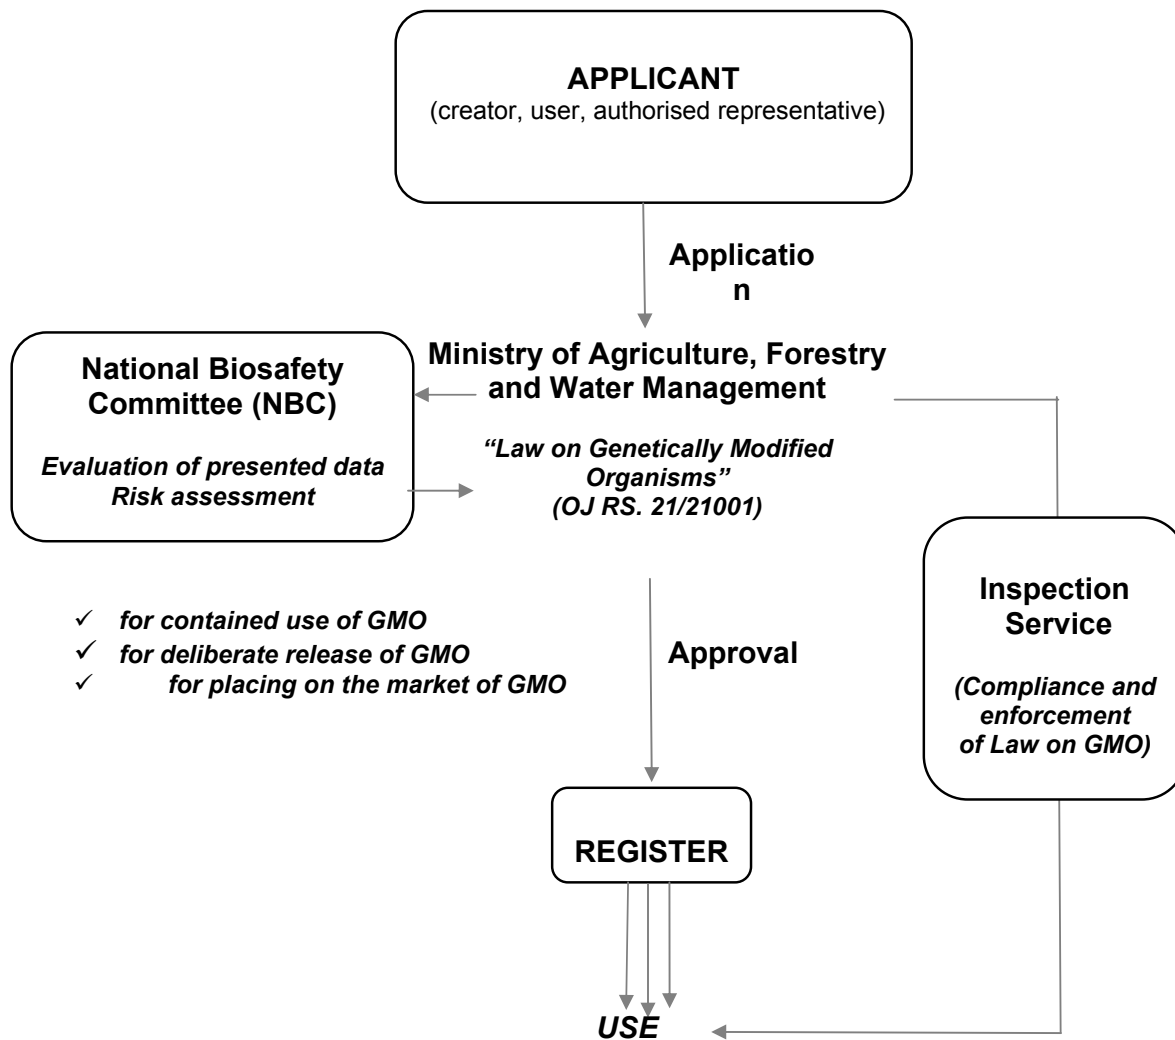 APPLICANT
(creator, user, authorised representative)
Applicatio
n
National Biosafety
Committee (NBC)
Evaluation of presented data
Risk assessment
Ministry of Agriculture, Forestry
and Water Management
“Law on Genetically Modified
Organisms”
(OJ RS. 21/21001)
✓ for contained use of GMO
✓ for deliberate release of GMO
✓ for placing on the market of GMO
Approval
Inspection
Service
(Compliance and
enforcement
of Law on GMO)
REGISTER
USE